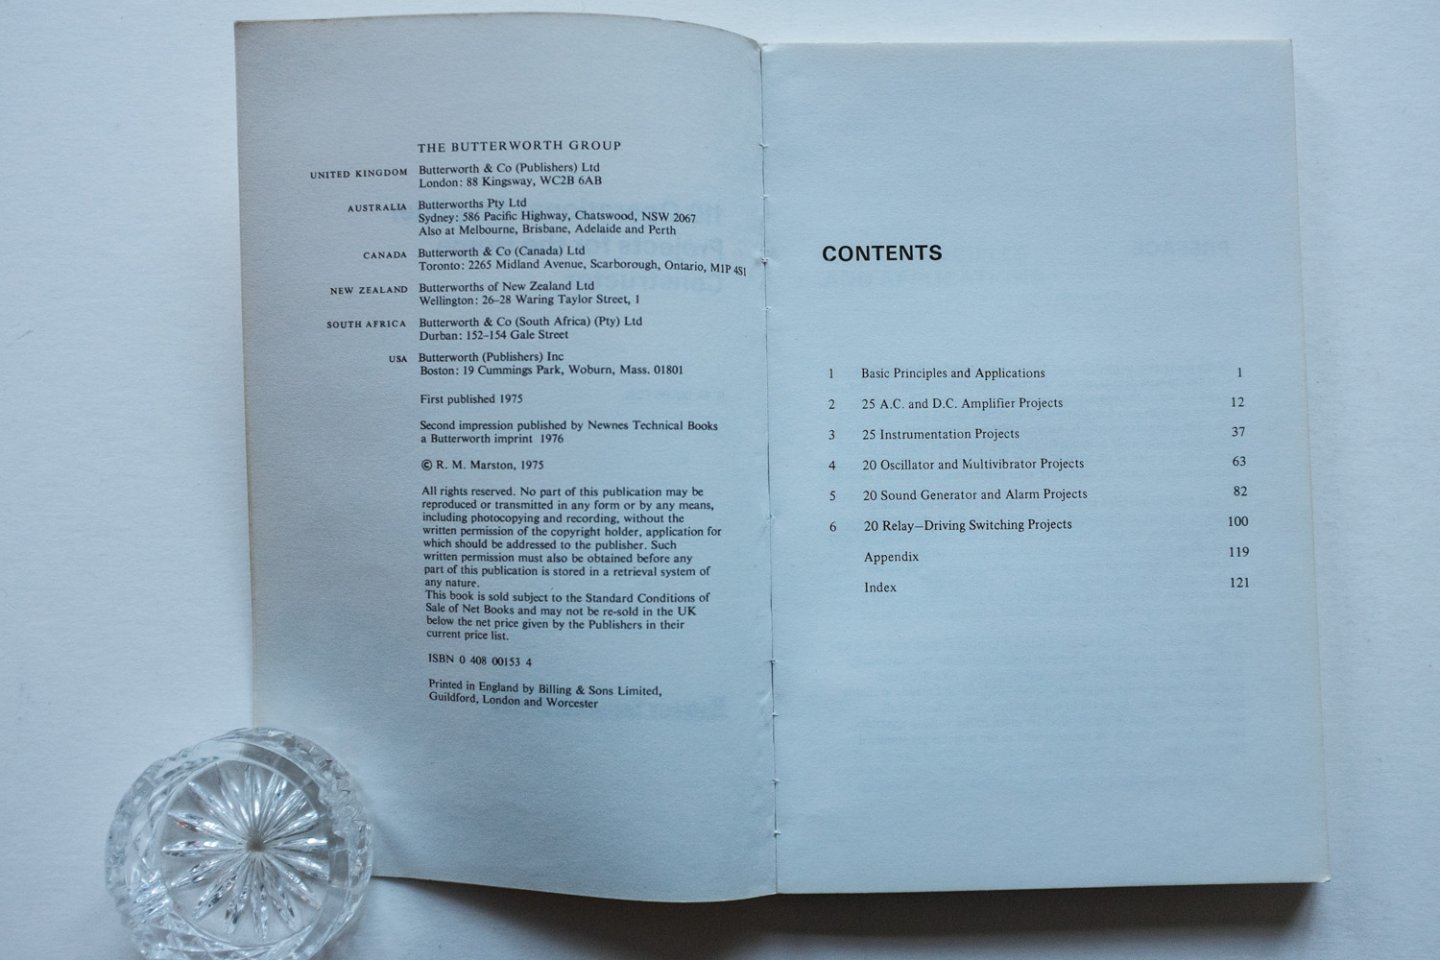 THE BUTTERWORTH GROUP
UNITED KINGDOM Butterworth & Co (Publishers) Ltd
London: 88 Kingsway, WC2B 6AB
AUSTRALIA Butterworths Pty Ltd
Sydney: 586 Pacific Highway, Chatswood, NSW 2067
Also at Melbourne, Brisbane, Adelaide and Perth
CANADA Butterworth & Co (Canada) Ltd
Toronto: 2265 Midland Avenue, Scarborough, Ontario, M1P 4S1
NEW ZEALAND Butterworths of New Zealand Ltd
Wellington: 26–28 Waring Taylor Street, 1
SOUTH AFRICA Butterworth & Co (South Africa) (Pty) Ltd
Durban: 152–154 Gale Street
USA Butterworth (Publishers) Inc
Boston: 19 Cummings Park, Woburn, Mass. 01801
First published 1975
Second impression published by Newnes Technical Books
a Butterworth imprint 1976
© R. M. Marston, 1975
All rights reserved. No part of this publication may be
reproduced or transmitted in any form or by any means,
including photocopying and recording, without the
written permission of the copyright holder, application for
which should be addressed to the publisher. Such
written permission must also be obtained before any
part of this publication is stored in a retrieval system of
any nature.
This book is sold subject to the Standard Conditions of
Sale of Net Books and may not be re-sold in the UK
below the net price given by the Publishers in their
current price list.
ISBN 0 408 00153 4
Printed in England by Billing & Sons Limited,
Guildford, London and Worcester
CONTENTS
1 Basic Principles and Applications 1
2 25 A.C. and D.C. Amplifier Projects 12
3 25 Instrumentation Projects 37
4 20 Oscillator and Multivibrator Projects 63
5 20 Sound Generator and Alarm Projects 82
6 20 Relay–Driving Switching Projects 100
Appendix 119
Index 121